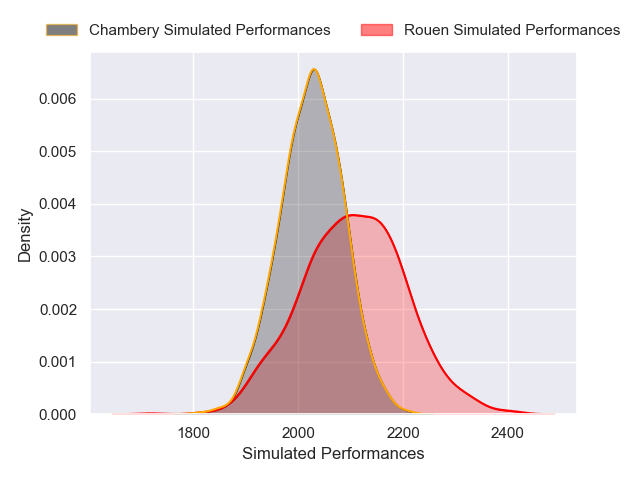 Chambery Simulated Performances
Rouen Simulated Performances
0.006
0.005
0.004
0.003
0.002
0.001
0.000
Density
1800
2000
2200
2400
Simulated Performances